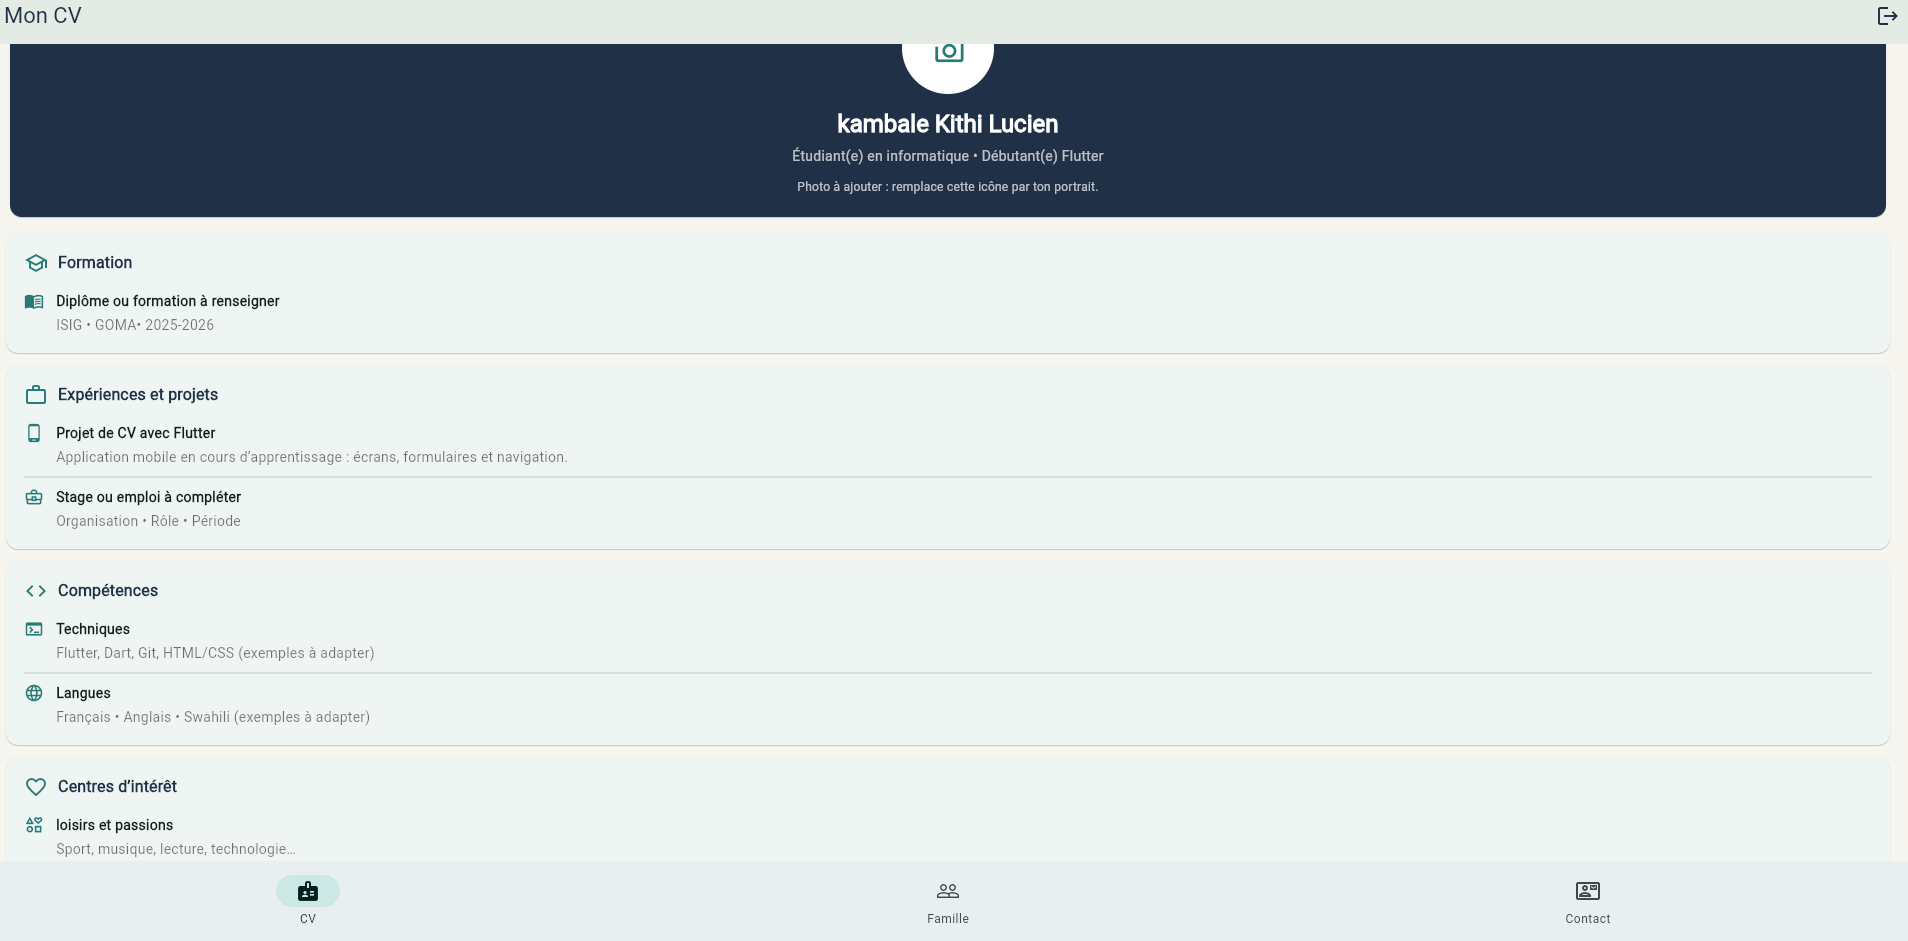 Mon CV
kambale Kithi Lucien
Étudiant(e) en informatique • Débutant(e) Flutter
Photo à ajouter : remplace cette icône par ton portrait.
Formation
Diplôme ou formation à renseigner
ISIG • GOMA• 2025-2026
Expériences et projets
Projet de CV avec Flutter
Application mobile en cours d’apprentissage : écrans, formulaires et navigation.
Stage ou emploi à compléter
Organisation • Rôle • Période
Compétences
Techniques
Flutter, Dart, Git, HTML/CSS (exemples à adapter)
Langues
Français • Anglais • Swahili (exemples à adapter)
Centres d’intérêt
loisirs et passions
Sport, musique, lecture, technologie…
CV
Famille
Contact